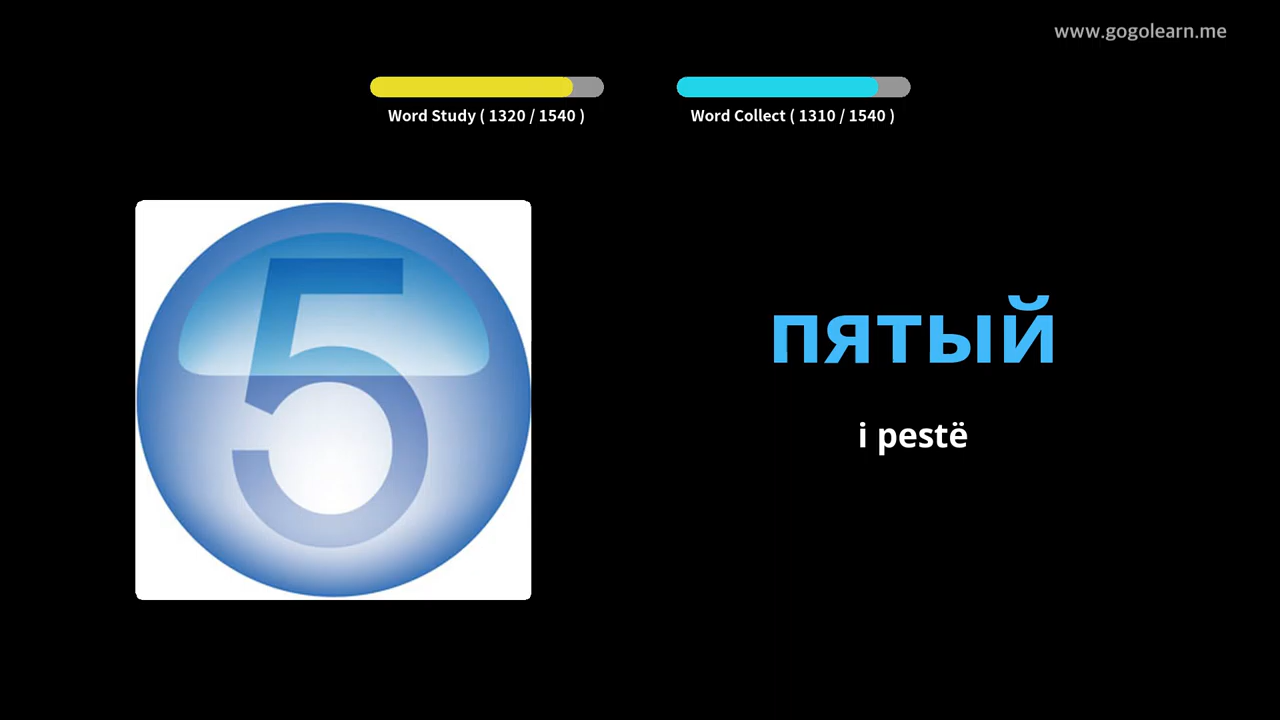 www.gogolearn.me
Word Study ( 1320 / 1540 )
Word Collect ( 1310 / 1540 )
5
пятый
i pestë